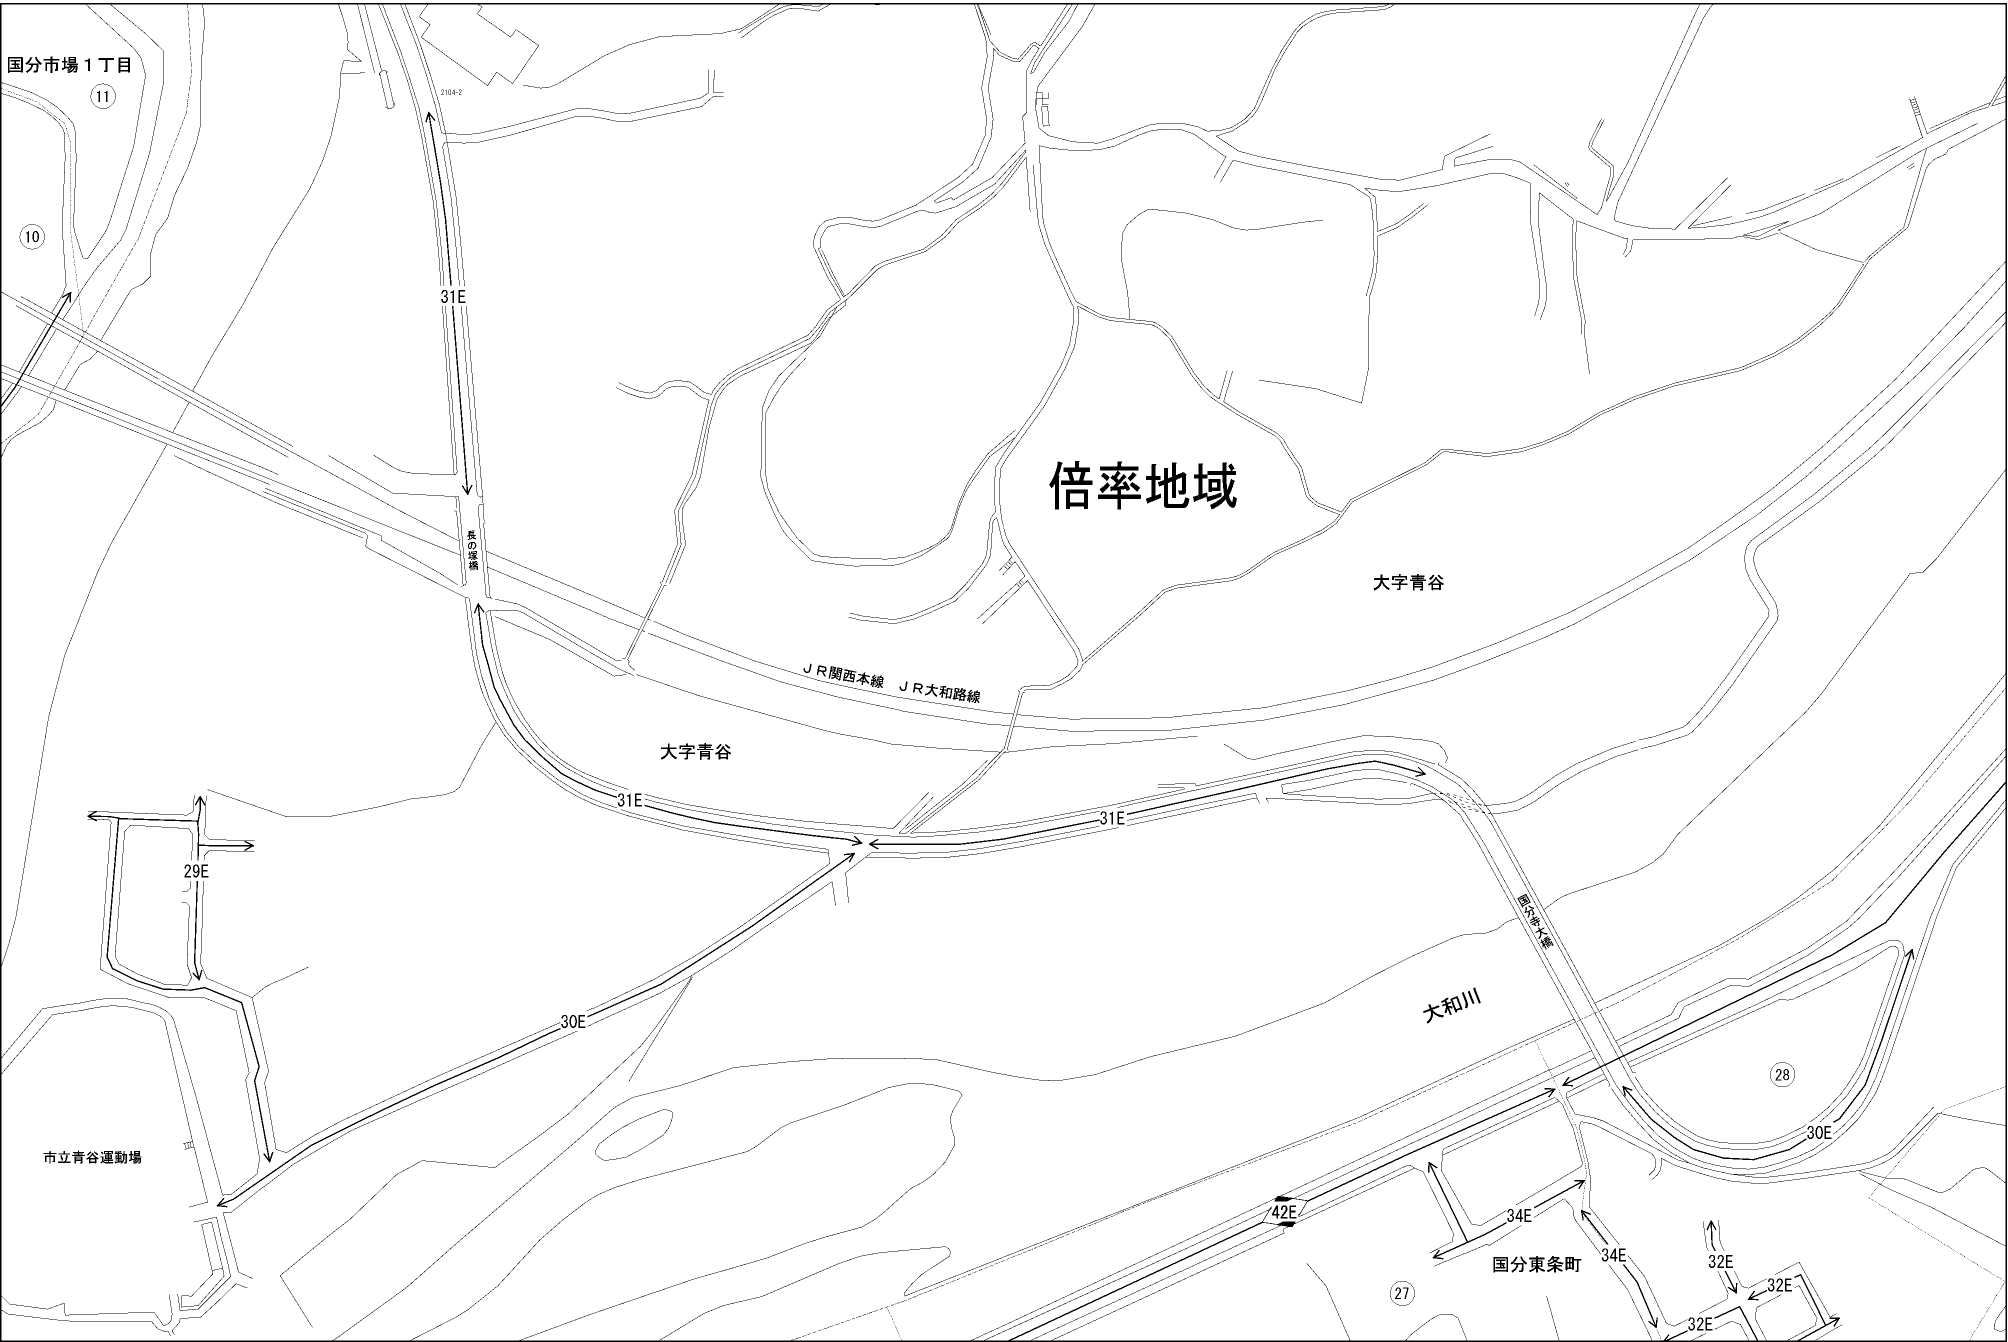 国分市場１丁目
11
2104-2
10
31E
倍率地域
長の塚橋
大字青谷
ＪＲ関西本線　ＪＲ大和路線
大字青谷
31E
31E
29E
国分寺大橋
大和川
30E
28
30E
市立青谷運動場
42E
34E
34E
国分東条町
32E
32E
27
32E